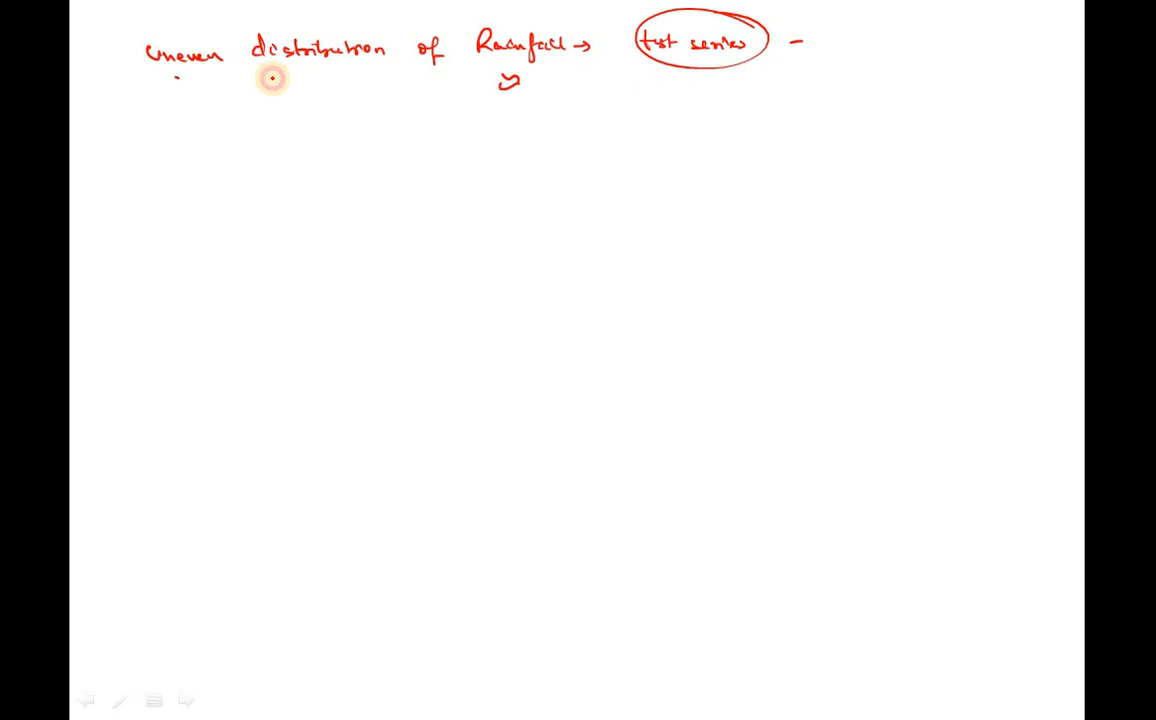 uneven distribution of Rainfall → test series -